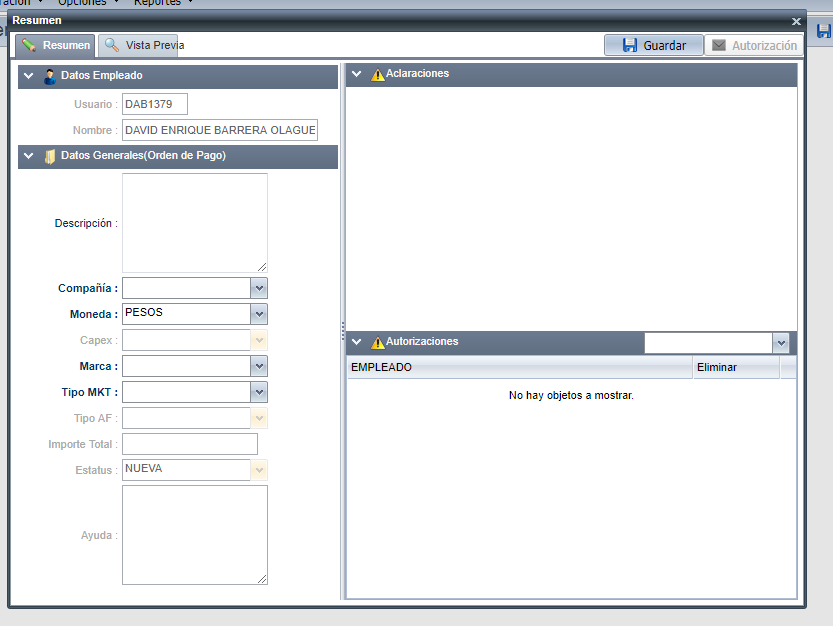 Opciones
Reportes
Resumen
Resumen
Vista Previa
Guardar
Autorización
Datos Empleado
Usuario :
DAB1379
Nombre :
DAVID ENRIQUE BARRERA OLAGUE
Datos Generales(Orden de Pago)
Descripción :
Compañía :
Moneda :
PESOS
Capex :
Marca :
Tipo MKT :
Tipo AF :
Importe Total :
Estatus :
NUEVA
Ayuda :
Aclaraciones
Autorizaciones
EMPLEADO
Eliminar
No hay objetos a mostrar.